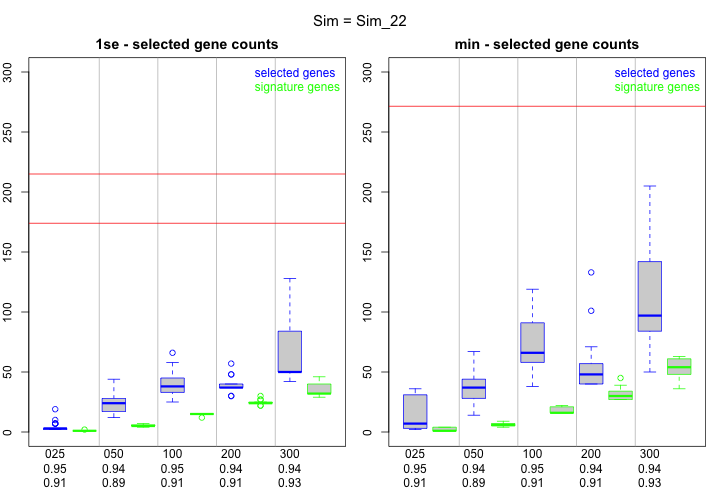 Sim = Sim_22
1se - selected gene counts
selected genes
signature genes
300
250
200
150
100
50
0
025 050 100 200 300
0.95 0.94 0.95 0.94 0.94
0.91 0.89 0.91 0.91 0.93
min - selected gene counts
selected genes
signature genes
300
250
200
150
100
50
0
025 050 100 200 300
0.95 0.94 0.95 0.94 0.94
0.91 0.89 0.91 0.91 0.93